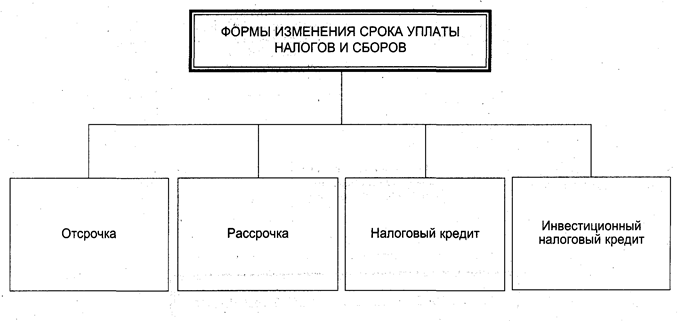 ФОРМЫ ИЗМЕНЕНИЯ СРОКА УПЛАТЫ
НАЛОГОВ И СБОРОВ
Отсрочка
Рассрочка
Налоговый кредит
Инвестиционный
налоговый кредит